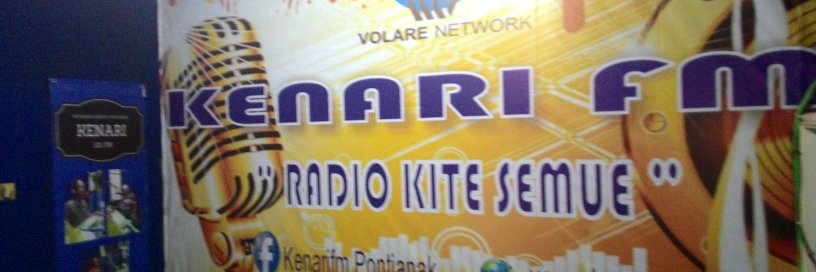 VOLARE NETWORK
KENARI FM
" RADIO KITE SEMUE "
Kenarifm Pontianak
KENARI